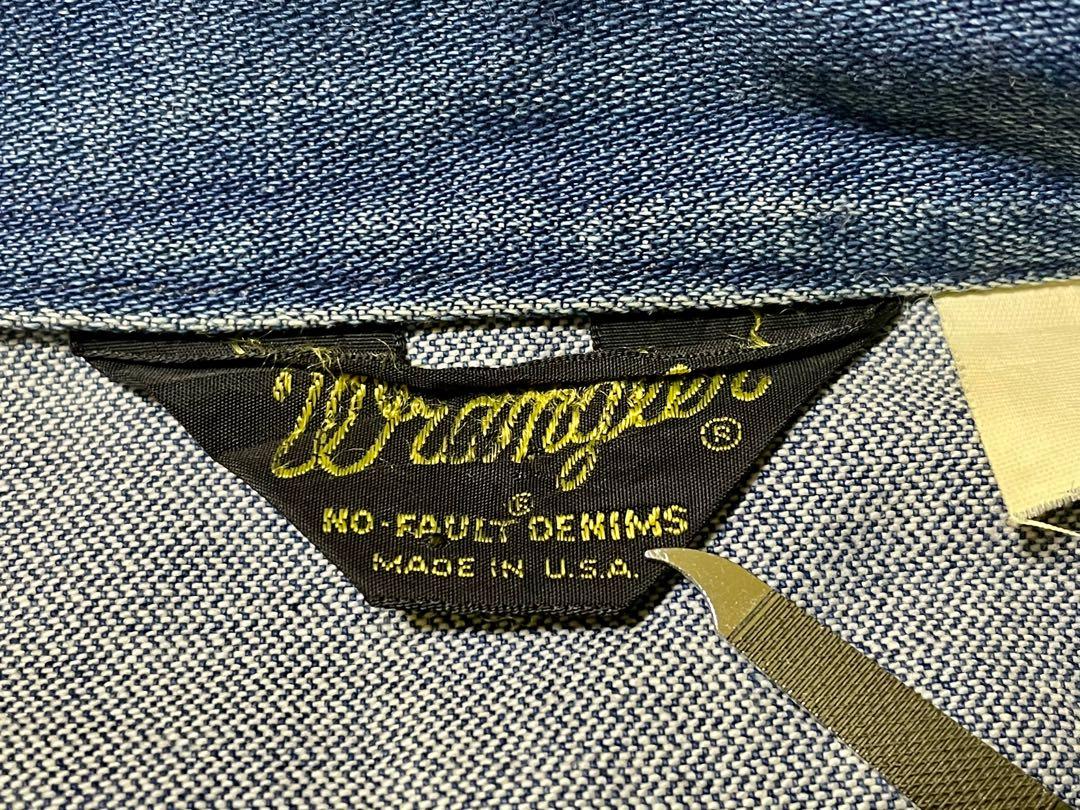 Wrangler ®
NO-FAULT® DENIMS
MADE IN U.S.A.